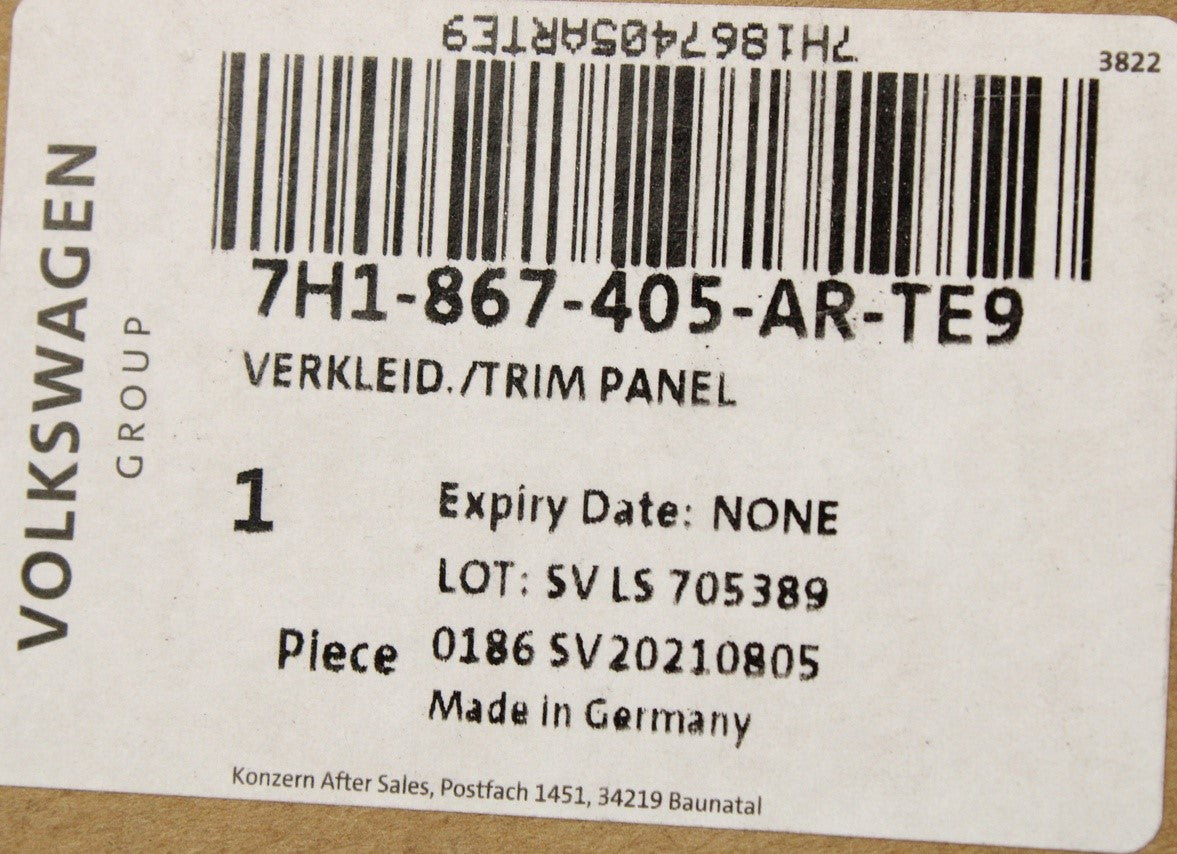 7H1867405ARTE9
3822
VOLKSWAGEN
GROUP
7H1-867-405-AR-TE9
VERKLEID./TRIM PANEL
1
Expiry Date: NONE
LOT: SV LS 705389
Piece
0186 SV20210805
Made in Germany
Konzern After Sales, Postfach 1451, 34219 Baunatal